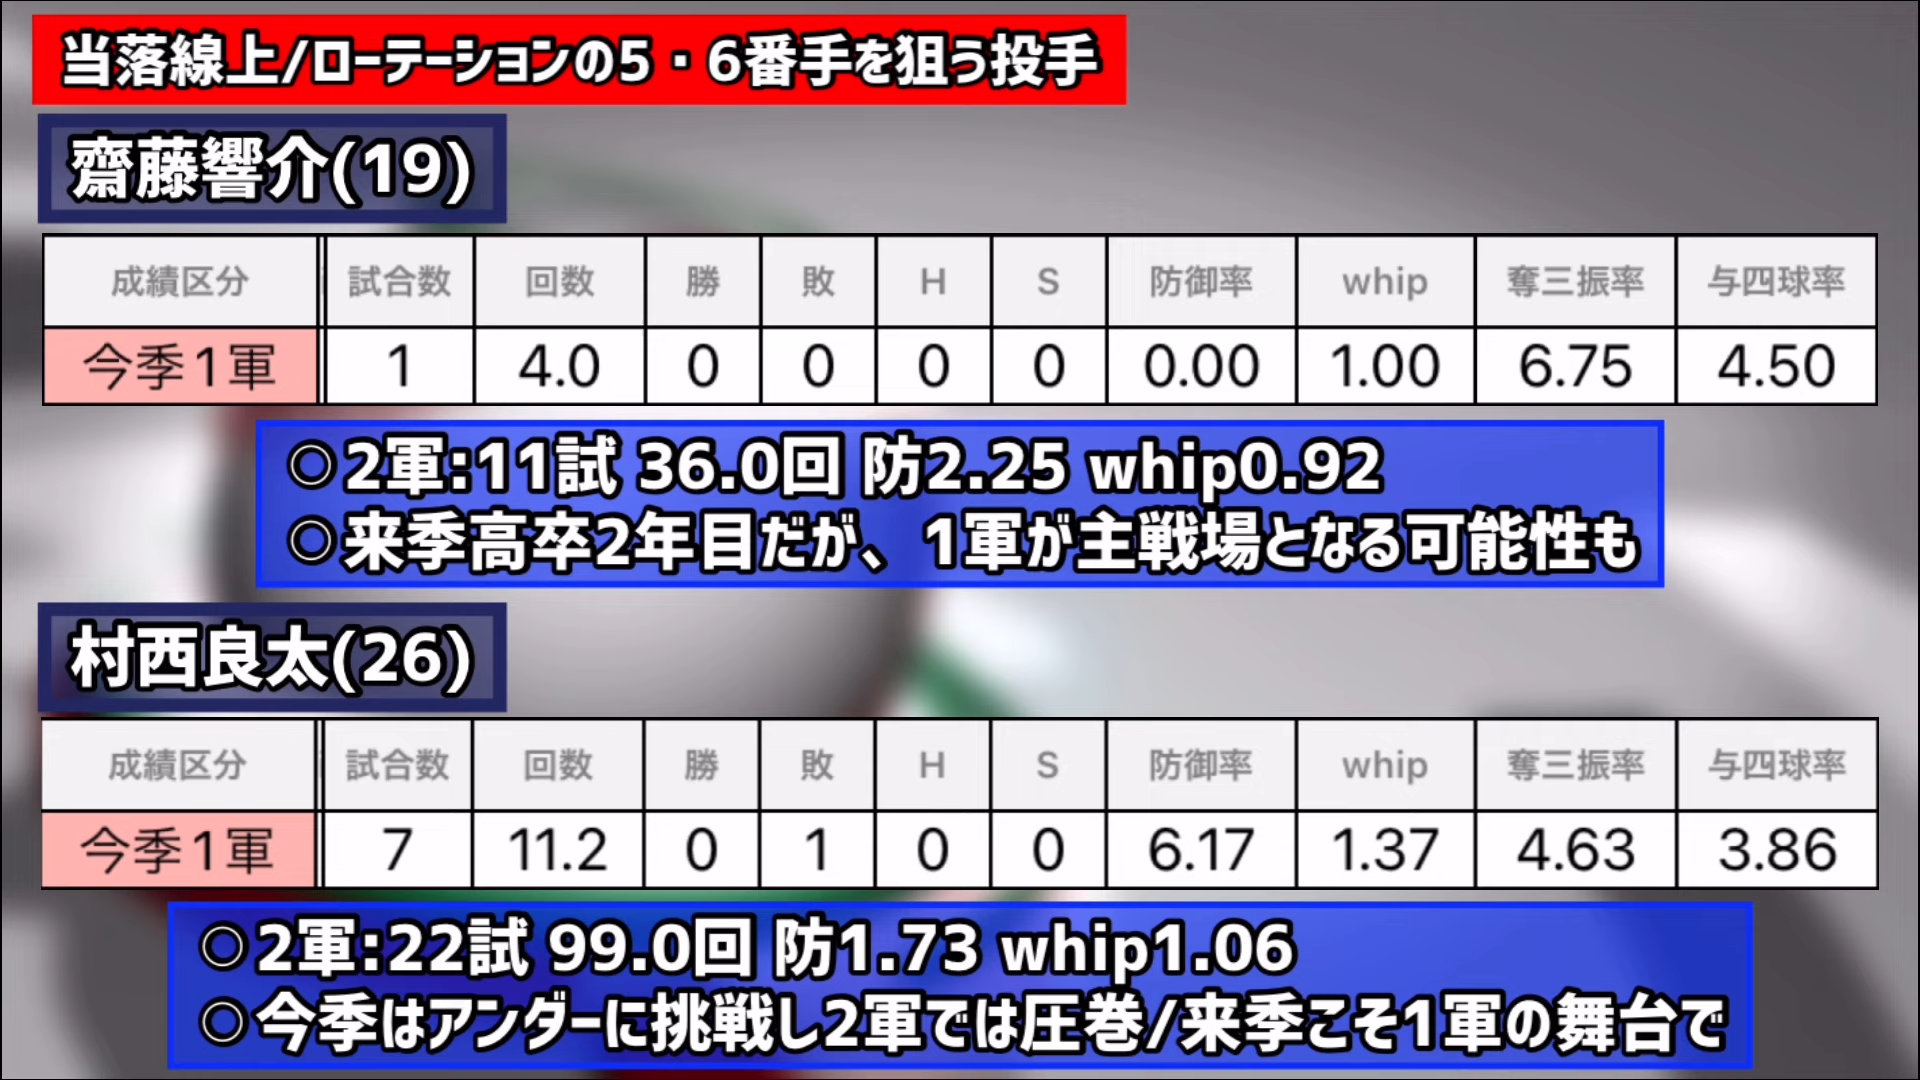 当落線上/ローテーションの5・6番手を狙う投手
齋藤響介(19)
成績区分 試合数 回数 勝 敗 H S 防御率 whip 奪三振率 与四球率
今季1軍 1 4.0 0 0 0 0 0.00 1.00 6.75 4.50
○2軍:11試 36.0回 防2.25 whip0.92
○来季高卒2年目だが、1軍が主戦場となる可能性も
村西良太(26)
成績区分 試合数 回数 勝 敗 H S 防御率 whip 奪三振率 与四球率
今季1軍 7 11.2 0 1 0 0 6.17 1.37 4.63 3.86
○2軍:22試 99.0回 防1.73 whip1.06
○今季はアンダーに挑戦し2軍では圧巻/来季こそ1軍の舞台で